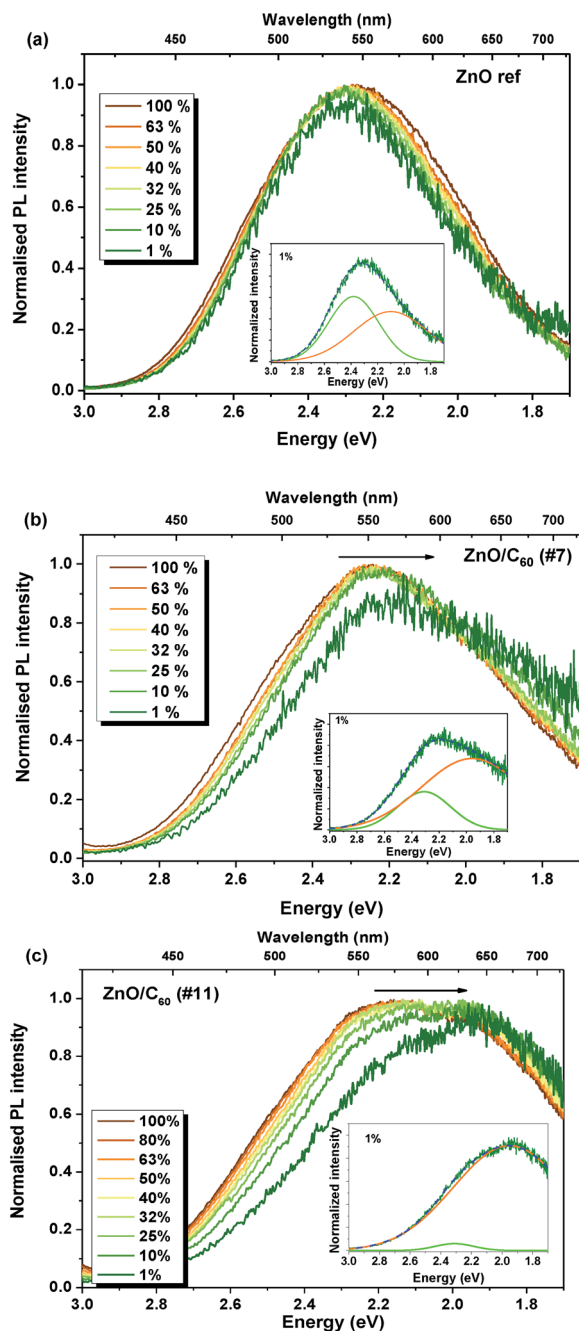 Wavelength (nm)
450 500 550 600 650 700
(a)
ZnO ref
100 %
63 %
50 %
40 %
32 %
25 %
10 %
1 %
Normalised PL intensity
1.0
0.8
0.6
0.4
0.2
0.0
1%
Normalized intensity
3.0 2.8 2.6 2.4 2.2 2.0 1.8
Energy (eV)
3.0 2.8 2.6 2.4 2.2 2.0
Energy (eV)
Wavelength (nm)
450 500 550 600 650 700
(b)
ZnO/C60 (#7)
100 %
63 %
50 %
40 %
32 %
25 %
10 %
1 %
Normalised PL intensity
1.0
0.8
0.6
0.4
0.2
0.0
1%
Normalized intensity
3.0 2.8 2.6 2.4 2.2 2.0 1.8
Energy (eV)
3.0 2.8 2.6 2.4 2.2 2.0 1.8
Energy (eV)
Wavelength (nm)
450 500 550 600 650 700
(c)
ZnO/C60 (#11)
100%
80%
63%
50%
40%
32%
25%
10%
1%
Normalised PL intensity
1.0
0.8
0.6
0.4
0.2
0.0
1%
Normalized intensity
3.0 2.8 2.6 2.4 2.2 2.0 1.8
Energy (eV)
3.0 2.8 2.6 2.4 2.2 2.0 1.8
Energy (eV)